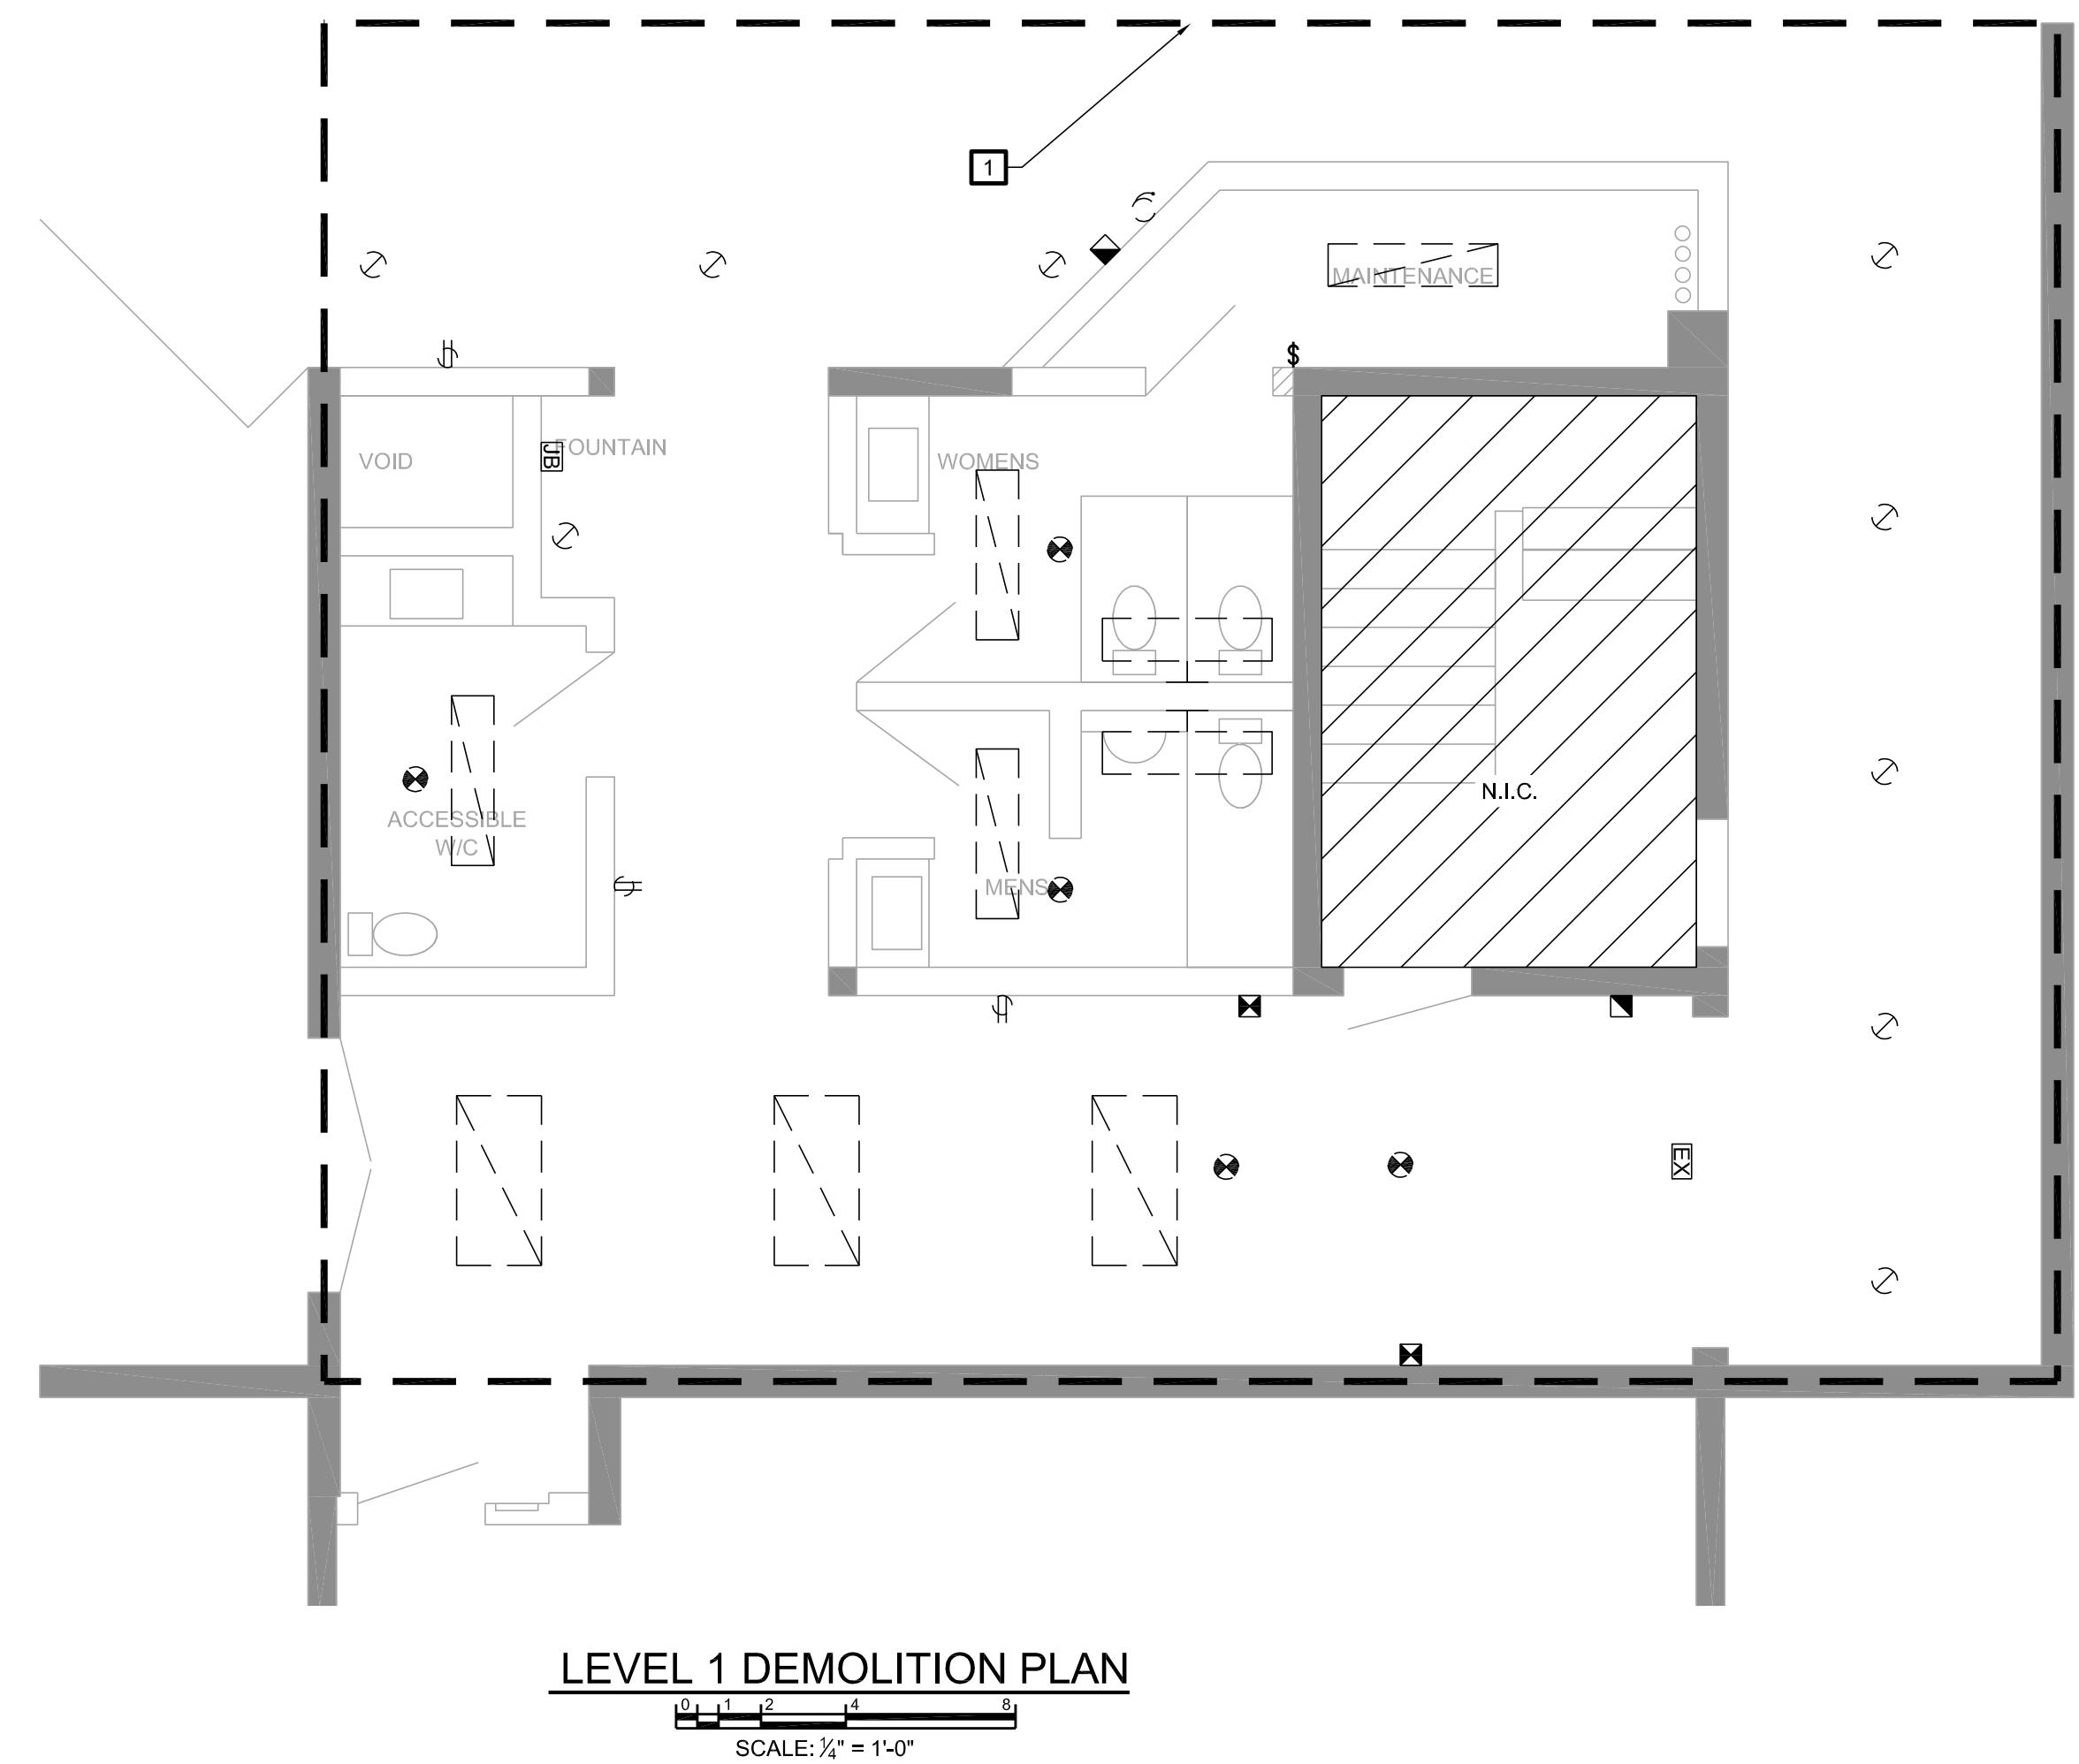 1
MAINTENANCE
$
VOID
JB
FOUNTAIN
WOMENS
N.I.C.
ACCESSIBLE
W/C
MENS
EX
LEVEL 1 DEMOLITION PLAN
0 1 2 4 8
SCALE: ¼" = 1'-0"